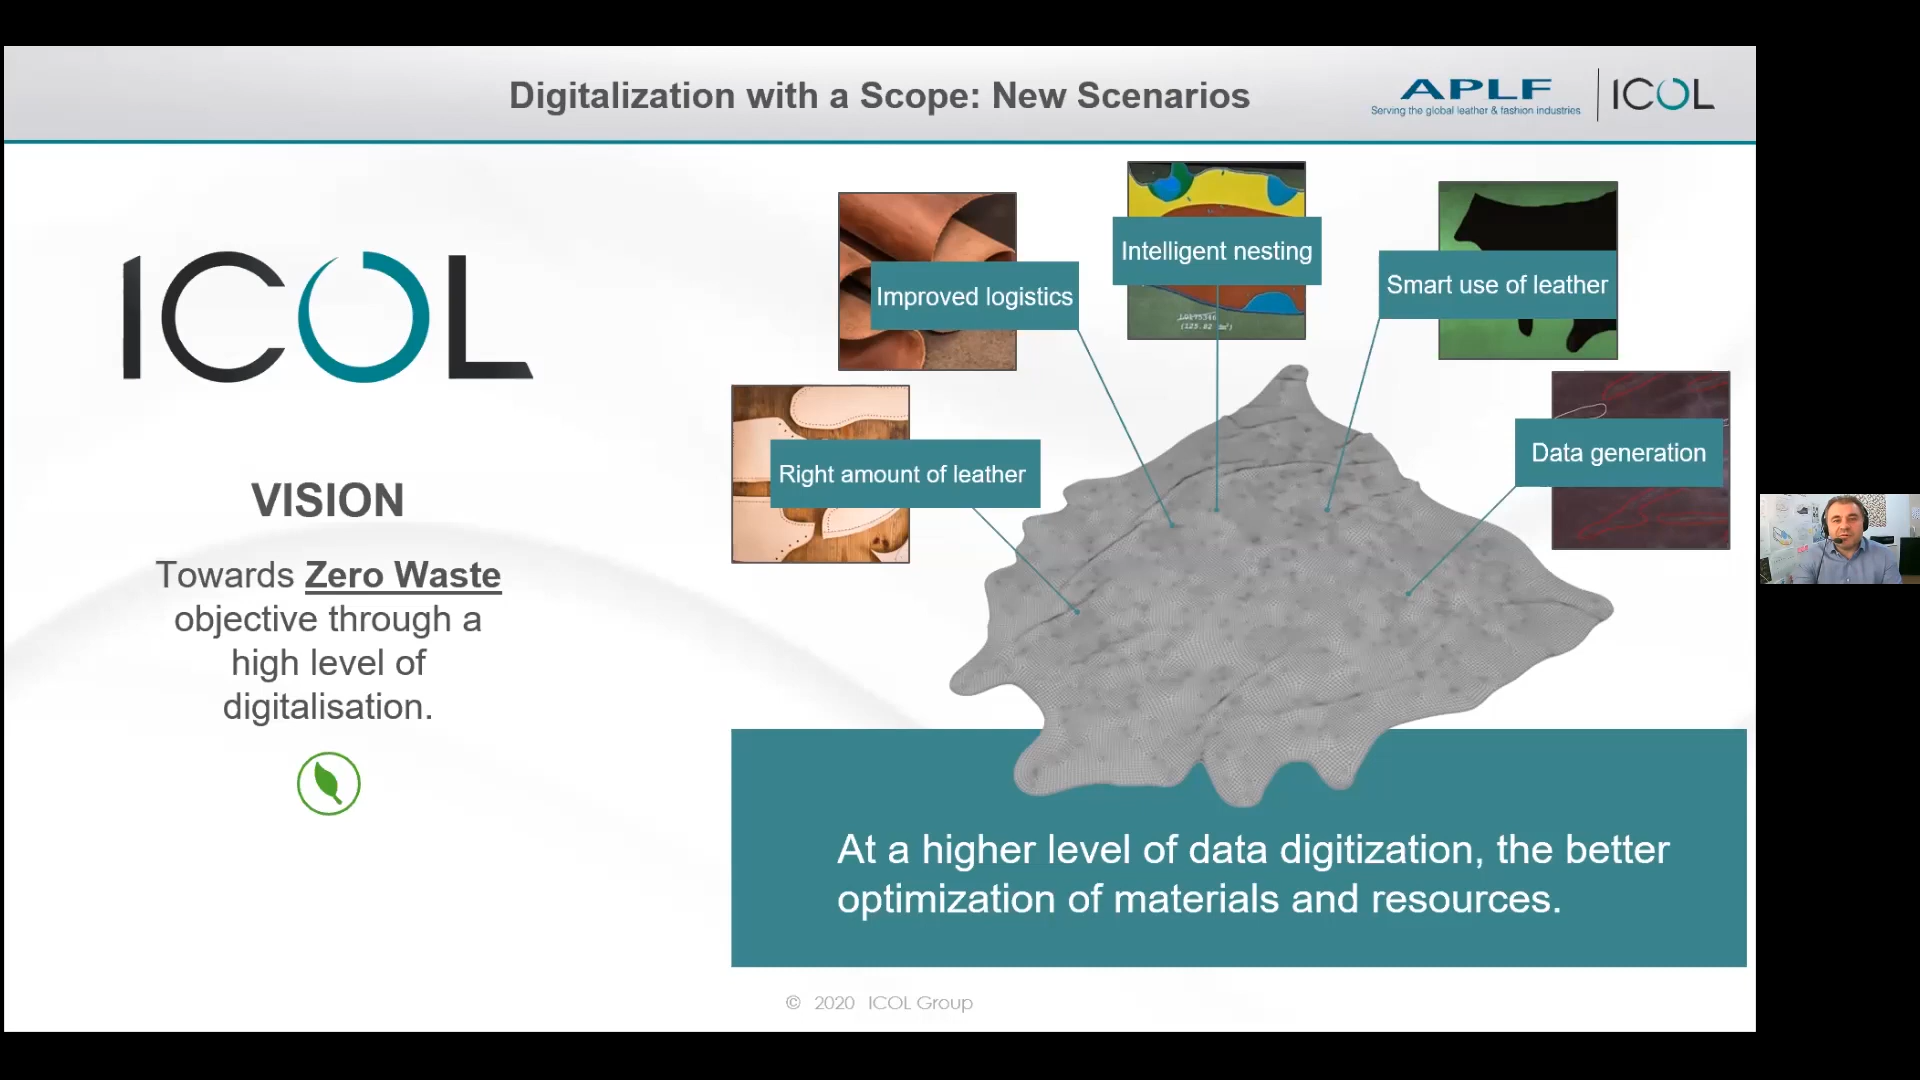 Digitalization with a Scope: New Scenarios
APLF
Serving the global leather & fashion industries
ICOL
ICOL
VISION
Towards Zero Waste
objective through a
high level of
digitalisation.
Improved logistics
Intelligent nesting
Smart use of leather
Right amount of leather
Data generation
At a higher level of data digitization, the better
optimization of materials and resources.
© 2020 ICOL Group